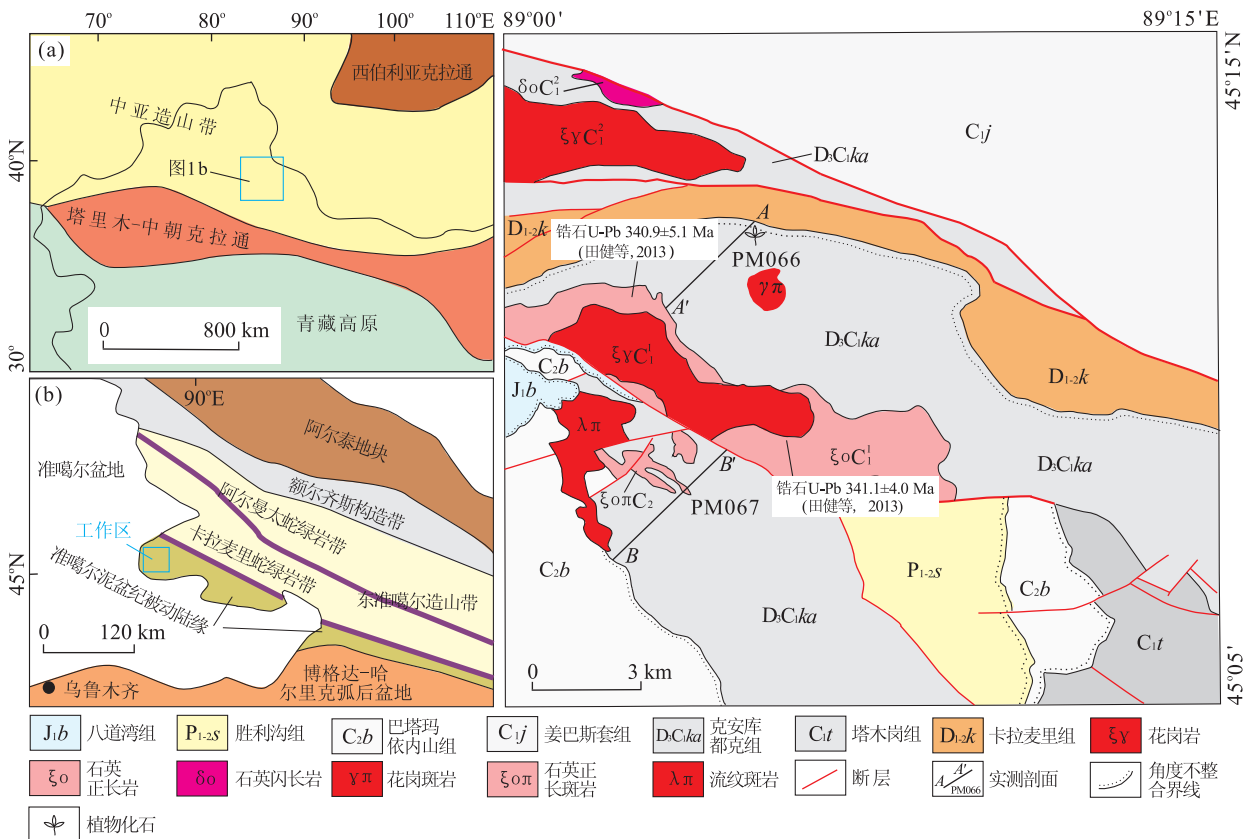 70°
80°
90°
100°
110°E
(a)
西伯利亚克拉通
中亚造山带
40°N
图1b
塔里木-中朝克拉通
青藏高原
0
800 km
30°
(b)
90°E
阿尔泰地块
准噶尔盆地
额尔齐斯构造带
阿尔曼太蛇绿岩带
工作区
卡拉麦里蛇绿岩带
45°N
准噶尔泥盆纪被动陆缘
东准噶尔造山带
0
120 km
乌鲁木齐
博格达-哈
尔里克弧后盆地
89°00′
89°15′E
45°15′N
45°05′
δοC₁²
ξγC₁²
C₁j
D₃C₁ka
D₁₋₂k
锆石U-Pb 340.9±5.1 Ma
(田健等, 2013)
A
PM066
γπ
A′
D₃C₁ka
ξγC₁¹
C₂b
J₁b
D₁₋₂k
λπ
ξοC₁¹
B′
D₃C₁ka
ξοπC₂
PM067
锆石U-Pb 341.1±4.0 Ma
(田健等, 2013)
B
C₂b
P₁₋₂s
C₂b
D₃C₁ka
C₁t
0
3 km
J₁b 八道湾组
P₁₋₂s 胜利沟组
C₂b 巴塔玛
依内山组
C₁j 姜巴斯套组
D₃C₁ka 克安库
都克组
C₁t 塔木岗组
D₁₋₂k 卡拉麦里组
ξγ 花岗岩
ξο 石英
正长岩
δο 石英闪长岩
γπ 花岗斑岩
ξοπ 石英正
长斑岩
λπ 流纹斑岩
断层
A A′ PM066 实测剖面
角度不整
合界线
植物化石